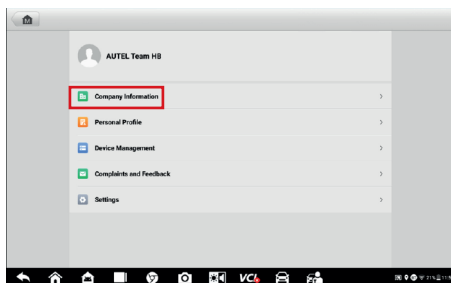 AUTEL Team HB
Company Information
Personal Profile
Device Management
Complaints and Feedback
Settings
VCI